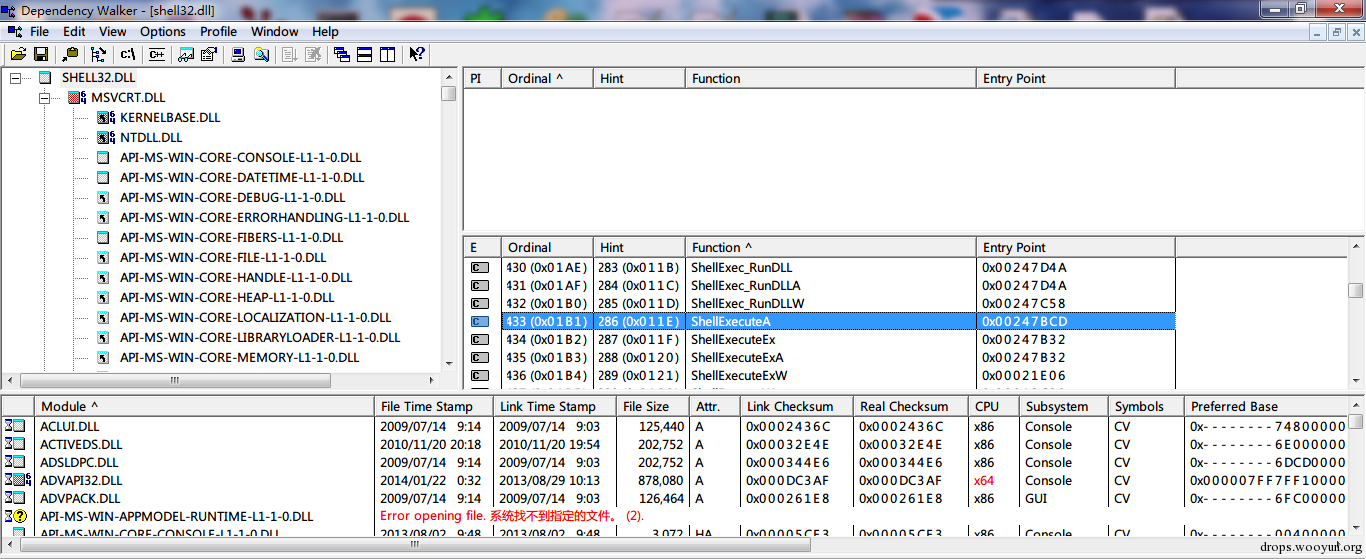 Dependency Walker - [shell32.dll]
File Edit View Options Profile Window Help
c:\ C++
SHELL32.DLL
MSVCRT.DLL
KERNELBASE.DLL
NTDLL.DLL
API-MS-WIN-CORE-CONSOLE-L1-1-0.DLL
API-MS-WIN-CORE-DATETIME-L1-1-0.DLL
API-MS-WIN-CORE-DEBUG-L1-1-0.DLL
API-MS-WIN-CORE-ERRORHANDLING-L1-1-0.DLL
API-MS-WIN-CORE-FIBERS-L1-1-0.DLL
API-MS-WIN-CORE-FILE-L1-1-0.DLL
API-MS-WIN-CORE-HANDLE-L1-1-0.DLL
API-MS-WIN-CORE-HEAP-L1-1-0.DLL
API-MS-WIN-CORE-LOCALIZATION-L1-1-0.DLL
API-MS-WIN-CORE-LIBRARYLOADER-L1-1-0.DLL
API-MS-WIN-CORE-MEMORY-L1-1-0.DLL
PI Ordinal ^ Hint Function Entry Point
E Ordinal Hint Function ^ Entry Point
430 (0x01AE) 283 (0x011B) ShellExec_RunDLL 0x00247D4A
431 (0x01AF) 284 (0x011C) ShellExec_RunDLLA 0x00247D4A
432 (0x01B0) 285 (0x011D) ShellExec_RunDLLW 0x00247C58
433 (0x01B1) 286 (0x011E) ShellExecuteA 0x00247BCD
434 (0x01B2) 287 (0x011F) ShellExecuteEx 0x00247B32
435 (0x01B3) 288 (0x0120) ShellExecuteExA 0x00247B32
436 (0x01B4) 289 (0x0121) ShellExecuteExW 0x00021E06
Module ^ File Time Stamp Link Time Stamp File Size Attr. Link Checksum Real Checksum CPU Subsystem Symbols Preferred Base
ACLUI.DLL 2009/07/14 9:14 2009/07/14 9:03 125,440 A 0x0002436C 0x0002436C x86 Console CV 0x--------74800000
ACTIVEDS.DLL 2010/11/20 20:18 2010/11/20 19:54 202,752 A 0x00032E4E 0x00032E4E x86 Console CV 0x--------6E000000
ADSLDPC.DLL 2009/07/14 9:14 2009/07/14 9:03 202,752 A 0x000344E6 0x000344E6 x86 Console CV 0x--------6DCD0000
ADVAPI32.DLL 2014/01/22 0:32 2013/08/29 10:13 878,080 A 0x000DC3AF 0x000DC3AF x64 Console CV 0x000007FF7FF10000
ADVPACK.DLL 2009/07/14 9:14 2009/07/14 9:03 126,464 A 0x000261E8 0x000261E8 x86 GUI CV 0x--------6FC00000
API-MS-WIN-APPMODEL-RUNTIME-L1-1-0.DLL Error opening file. 系统找不到指定的文件。 (2).
API-MS-WIN-CORE-CONSOLE-L1-1-0.DLL 2013/08/02 9:48 2013/08/02 9:48 3,072 HA 0x00005CF3 0x00005CF3 x86 Console CV 0x--------00400000
drops.wooyun.org